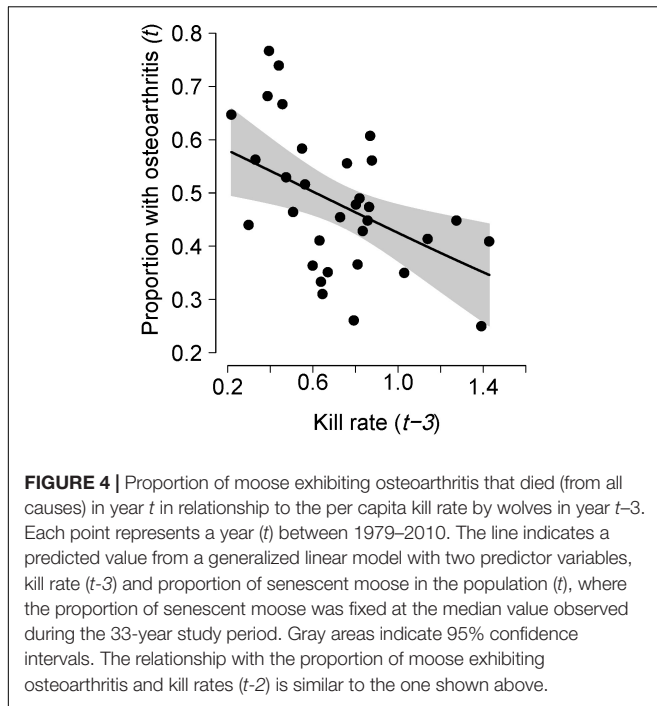 0.8
0.7
0.6
0.5
0.4
0.3
0.2
Proportion with osteoarthritis (t)
0.2 0.6 1.0 1.4
Kill rate (t−3)
FIGURE 4 | Proportion of moose exhibiting osteoarthritis that died (from all
causes) in year t in relationship to the per capita kill rate by wolves in year t–3.
Each point represents a year (t) between 1979–2010. The line indicates a
predicted value from a generalized linear model with two predictor variables,
kill rate (t-3) and proportion of senescent moose in the population (t), where
the proportion of senescent moose was fixed at the median value observed
during the 33-year study period. Gray areas indicate 95% confidence
intervals. The relationship with the proportion of moose exhibiting
osteoarthritis and kill rates (t-2) is similar to the one shown above.